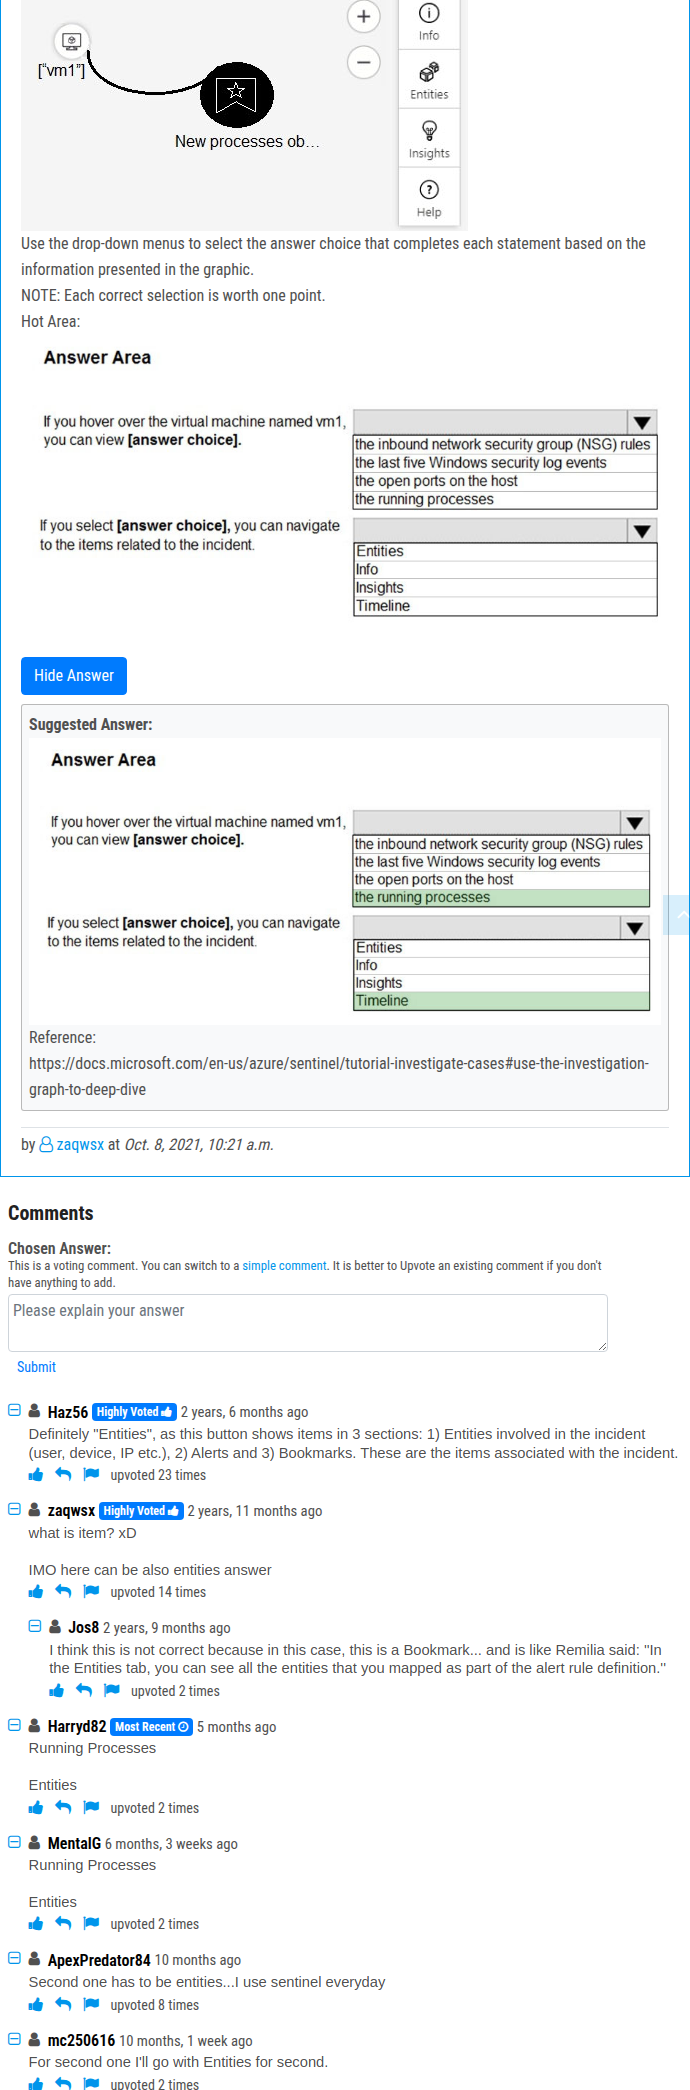 Info
["vm1"]
Entities
New processes ob...
Insights
Help
Use the drop-down menus to select the answer choice that completes each statement based on the
information presented in the graphic.
NOTE: Each correct selection is worth one point.
Hot Area:
Answer Area
If you hover over the virtual machine named vm1,
you can view [answer choice].
the inbound network security group (NSG) rules
the last five Windows security log events
the open ports on the host
the running processes
If you select [answer choice], you can navigate
to the items related to the incident.
Entities
Info
Insights
Timeline
Hide Answer
Suggested Answer:
Answer Area
If you hover over the virtual machine named vm1,
you can view [answer choice].
the inbound network security group (NSG) rules
the last five Windows security log events
the open ports on the host
the running processes
If you select [answer choice], you can navigate
to the items related to the incident.
Entities
Info
Insights
Timeline
Reference:
https://docs.microsoft.com/en-us/azure/sentinel/tutorial-investigate-cases#use-the-investigation-
graph-to-deep-dive
by zaqwsx at Oct. 8, 2021, 10:21 a.m.
Comments
Chosen Answer:
This is a voting comment. You can switch to a simple comment. It is better to Upvote an existing comment if you don't
have anything to add.
Please explain your answer
Submit
Haz56 Highly Voted 2 years, 6 months ago
Definitely "Entities", as this button shows items in 3 sections: 1) Entities involved in the incident
(user, device, IP etc.), 2) Alerts and 3) Bookmarks. These are the items associated with the incident.
upvoted 23 times
zaqwsx Highly Voted 2 years, 11 months ago
what is item? xD
IMO here can be also entities answer
upvoted 14 times
Jos8 2 years, 9 months ago
I think this is not correct because in this case, this is a Bookmark... and is like Remilia said: "In
the Entities tab, you can see all the entities that you mapped as part of the alert rule definition."
upvoted 2 times
Harryd82 Most Recent 5 months ago
Running Processes
Entities
upvoted 2 times
MentalG 6 months, 3 weeks ago
Running Processes
Entities
upvoted 2 times
ApexPredator84 10 months ago
Second one has to be entities...I use sentinel everyday
upvoted 8 times
mc250616 10 months, 1 week ago
For second one I'll go with Entities for second.
upvoted 2 times